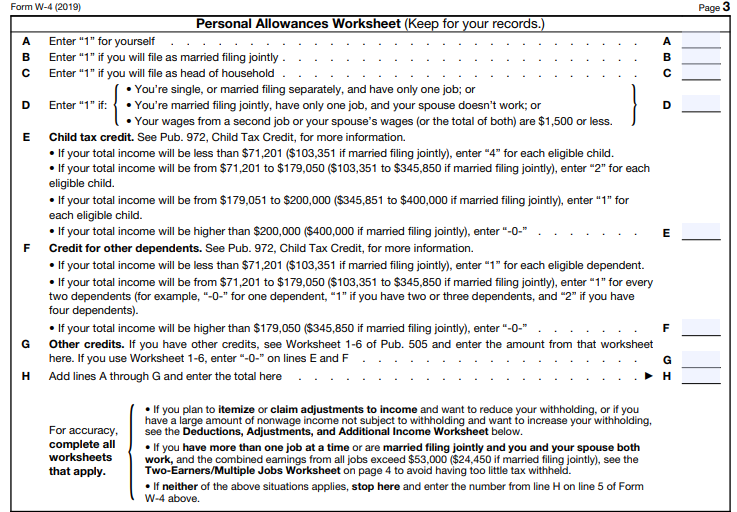 Form W-4 (2019) Page 3
Personal Allowances Worksheet (Keep for your records.)
A Enter “1” for yourself . . . . . . . . . . . . . . . . . . . . . . . . . . . . . . A
B Enter “1” if you will file as married filing jointly . . . . . . . . . . . . . . . . . . . . . . . B
C Enter “1” if you will file as head of household . . . . . . . . . . . . . . . . . . . . . . . C
• You’re single, or married filing separately, and have only one job; or
D Enter “1” if: • You’re married filing jointly, have only one job, and your spouse doesn’t work; or D
• Your wages from a second job or your spouse’s wages (or the total of both) are $1,500 or less.
E Child tax credit. See Pub. 972, Child Tax Credit, for more information.
• If your total income will be less than $71,201 ($103,351 if married filing jointly), enter “4” for each eligible child.
• If your total income will be from $71,201 to $179,050 ($103,351 to $345,850 if married filing jointly), enter “2” for each
eligible child.
• If your total income will be from $179,051 to $200,000 ($345,851 to $400,000 if married filing jointly), enter “1” for
each eligible child.
• If your total income will be higher than $200,000 ($400,000 if married filing jointly), enter “-0-” . . . . . . . E
F Credit for other dependents. See Pub. 972, Child Tax Credit, for more information.
• If your total income will be less than $71,201 ($103,351 if married filing jointly), enter “1” for each eligible dependent.
• If your total income will be from $71,201 to $179,050 ($103,351 to $345,850 if married filing jointly), enter “1” for every
two dependents (for example, “-0-” for one dependent, “1” if you have two or three dependents, and “2” if you have
four dependents).
• If your total income will be higher than $179,050 ($345,850 if married filing jointly), enter “-0-” . . . . . . . F
G Other credits. If you have other credits, see Worksheet 1-6 of Pub. 505 and enter the amount from that worksheet
here. If you use Worksheet 1-6, enter “-0-” on lines E and F . . . . . . . . . . . . . . . . . . G
H Add lines A through G and enter the total here . . . . . . . . . . . . . . . . . . . . . . ▶ H
• If you plan to itemize or claim adjustments to income and want to reduce your withholding, or if you
have a large amount of nonwage income not subject to withholding and want to increase your withholding,
see the Deductions, Adjustments, and Additional Income Worksheet below.
For accuracy,
complete all
worksheets
that apply.
• If you have more than one job at a time or are married filing jointly and you and your spouse both
work, and the combined earnings from all jobs exceed $53,000 ($24,450 if married filing jointly), see the
Two-Earners/Multiple Jobs Worksheet on page 4 to avoid having too little tax withheld.
• If neither of the above situations applies, stop here and enter the number from line H on line 5 of Form
W-4 above.